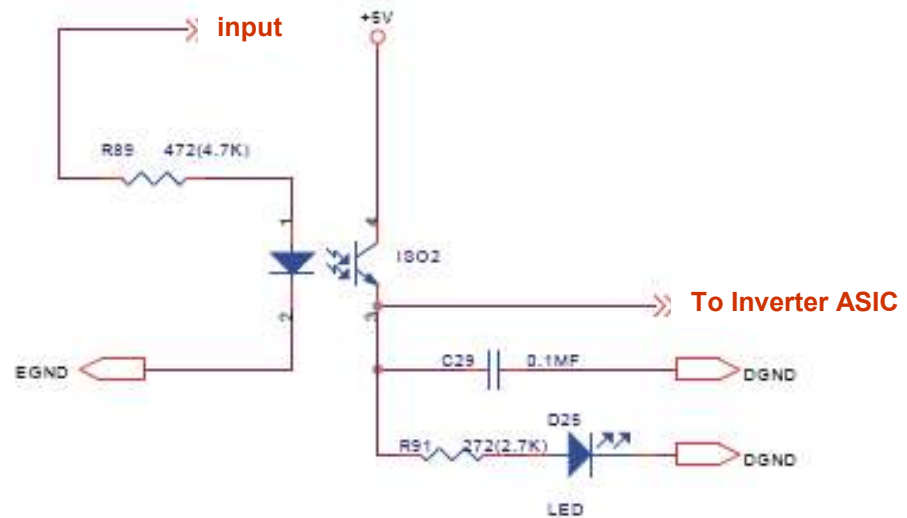 +5V
input
R89 472(4.7K)
1
4
ISO2
2
3
To Inverter ASIC
EGND
C29 0.1MF
DGND
D25
R91 272(2.7K)
DGND
LED